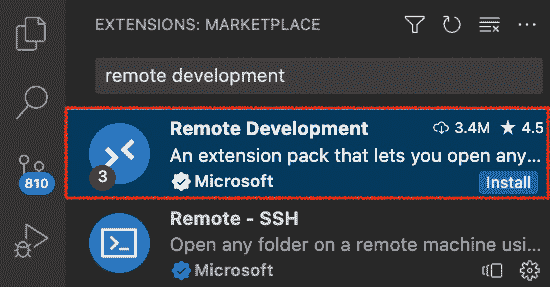 EXTENSIONS: MARKETPLACE
remote development
Remote Development 3.4M ★ 4.5
An extension pack that lets you open any...
3
Microsoft Install
810
Remote - SSH
Open any folder on a remote machine usi...
Microsoft